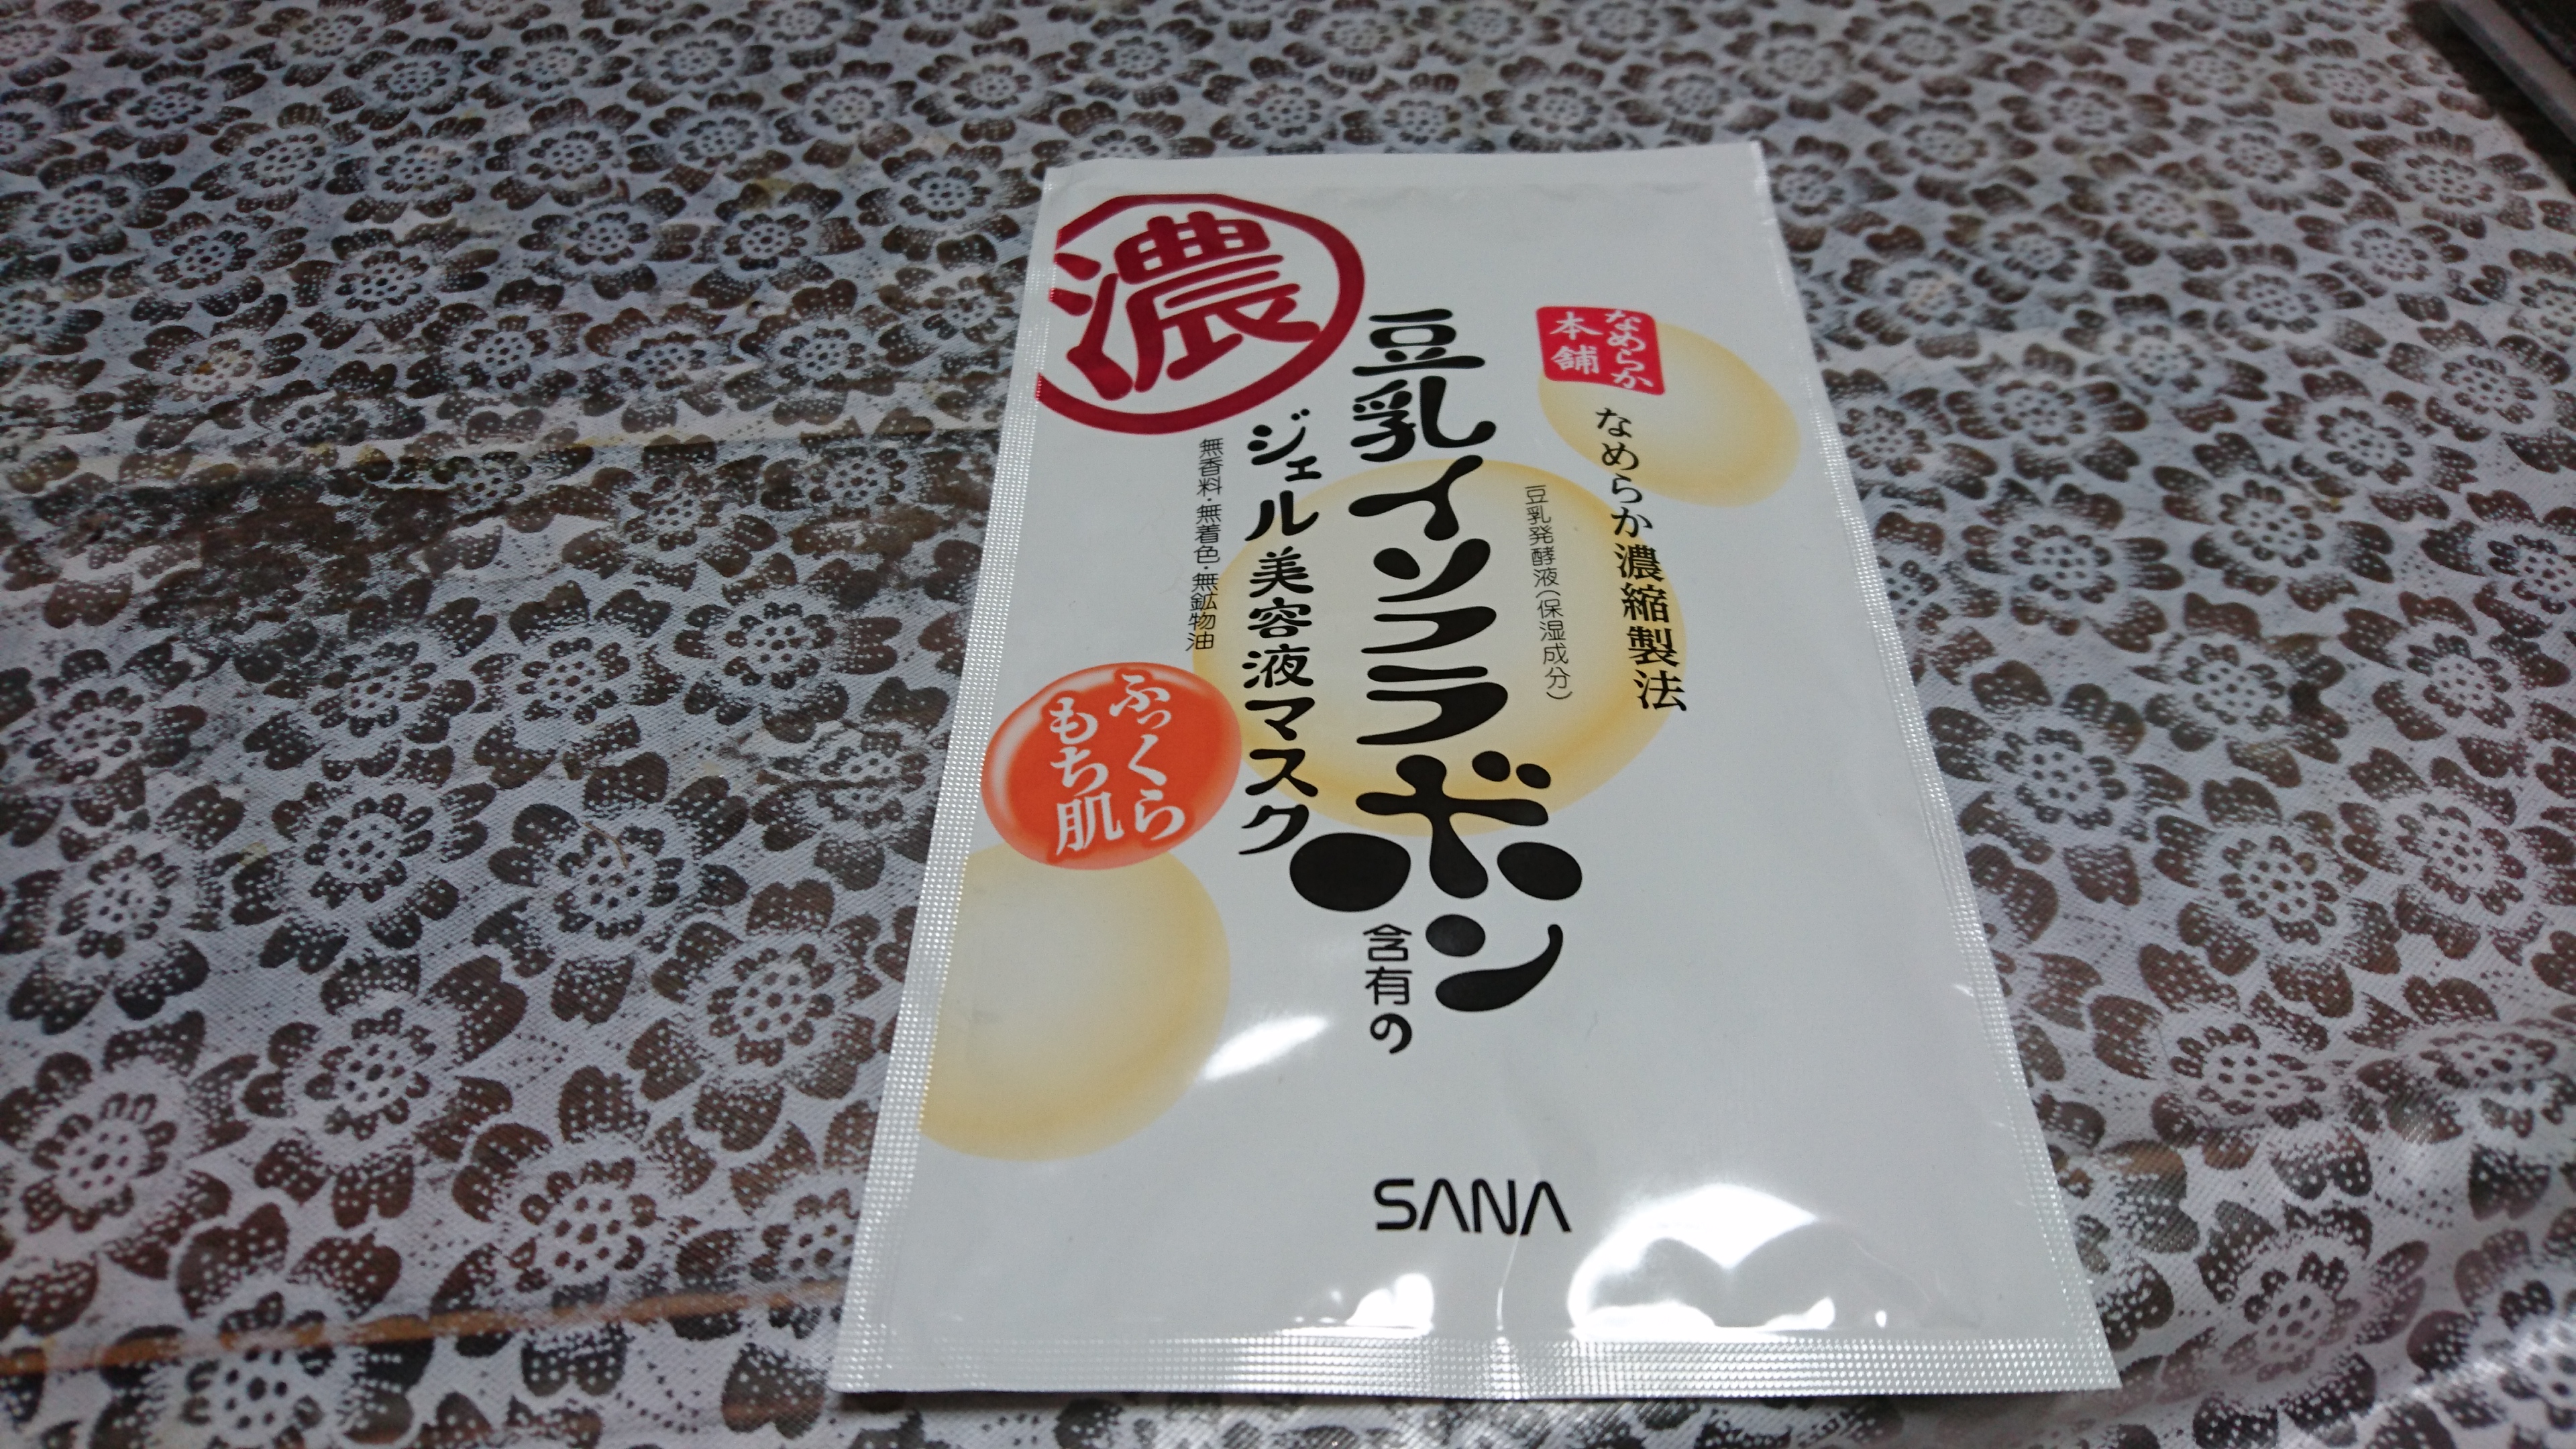 なめらか
本舗
なめらか濃縮製法
豆乳発酵液(保湿成分)
豆乳イソフラボン
含有の
濃
ジェル美容液マスク
無香料・無着色・無鉱物油
ふっくら
もち肌
SANA